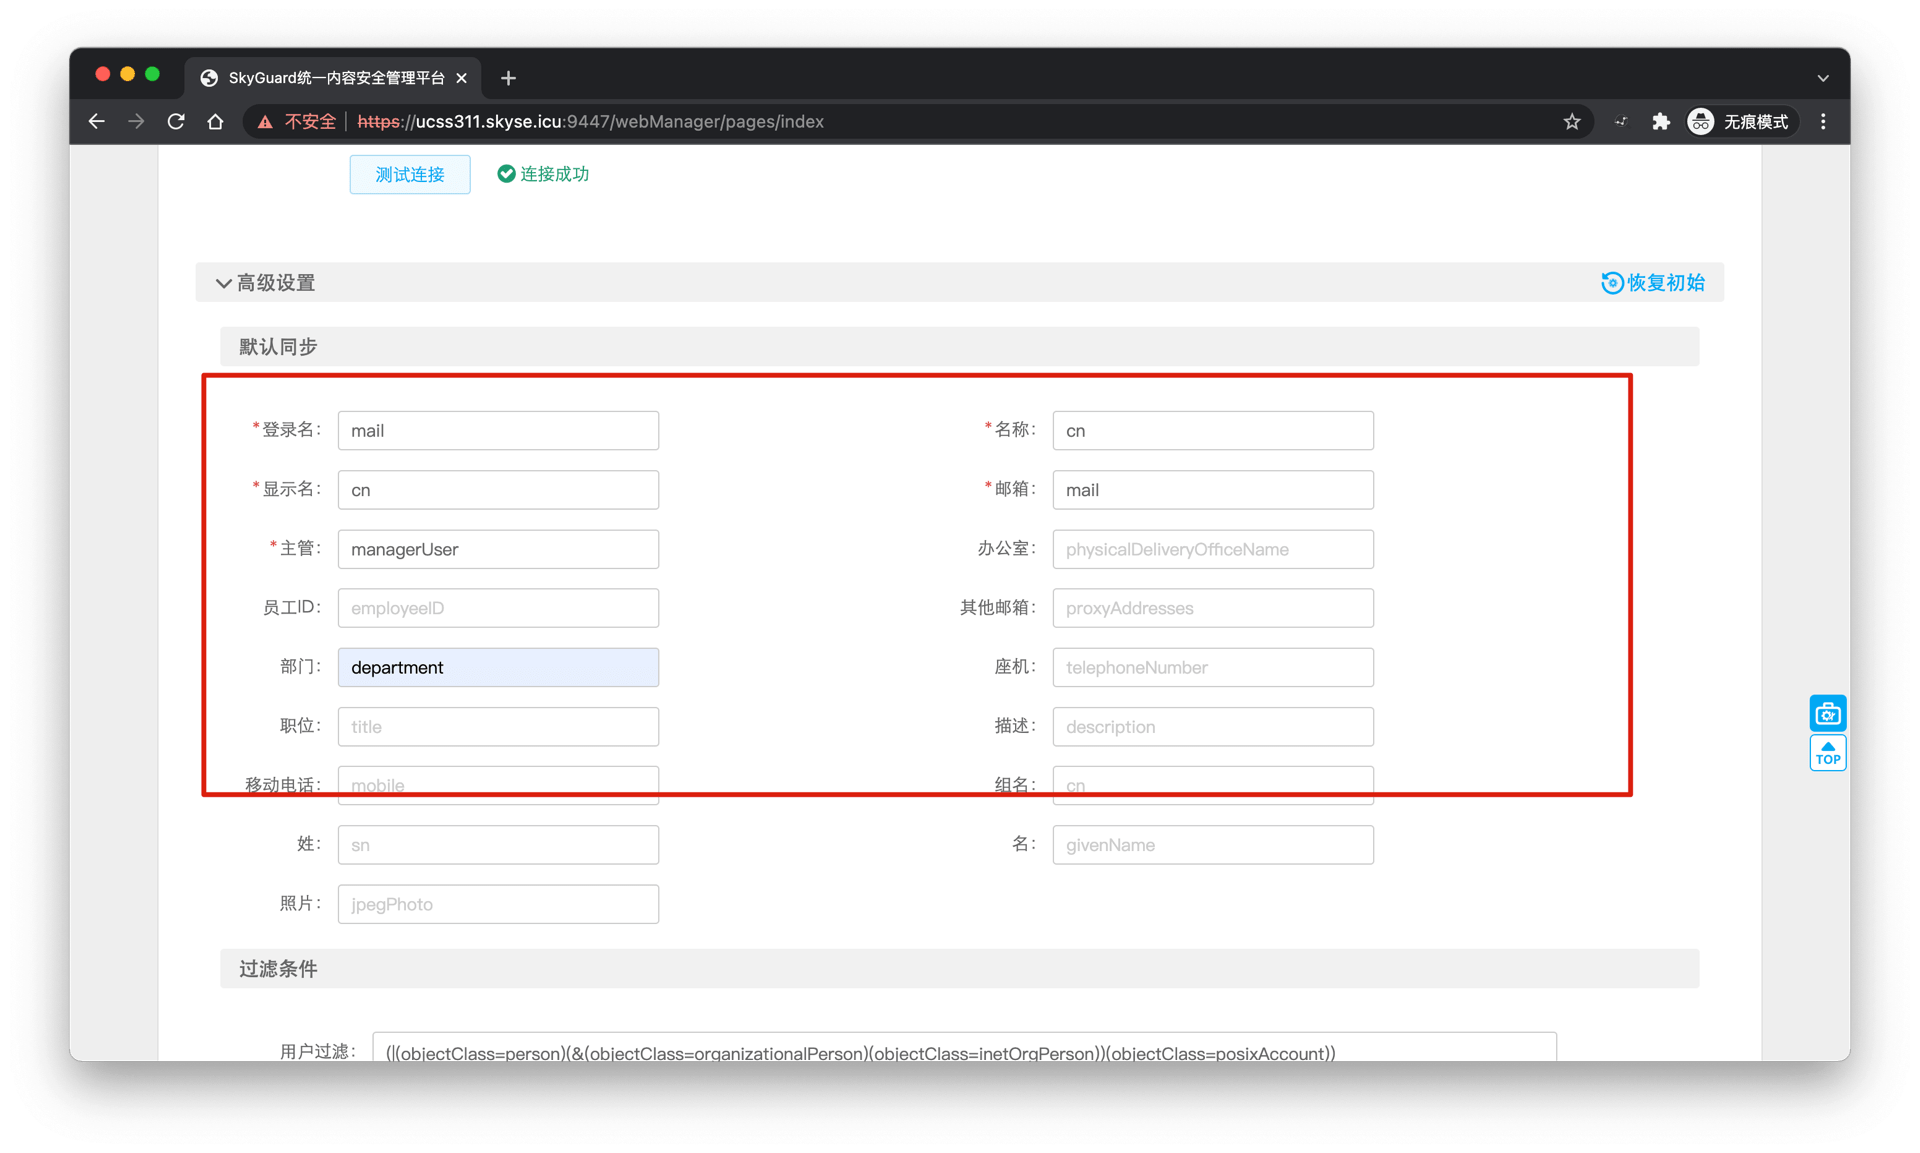 SkyGuard统一内容安全管理平台
不安全 https://ucss311.skyse.icu:9447/webManager/pages/index 无痕模式
测试连接 连接成功
高级设置 恢复初始
默认同步
*登录名: mail *名称: cn
*显示名: cn *邮箱: mail
*主管: managerUser 办公室: physicalDeliveryOfficeName
员工ID: employeeID 其他邮箱: proxyAddresses
部门: department 座机: telephoneNumber
职位: title 描述: description
移动电话: mobile 组名: cn
姓: sn 名: givenName
照片: jpegPhoto
TOP
过滤条件
用户过滤: (|(objectClass=person)(&(objectClass=organizationalPerson)(objectClass=inetOrgPerson))(objectClass=posixAccount))